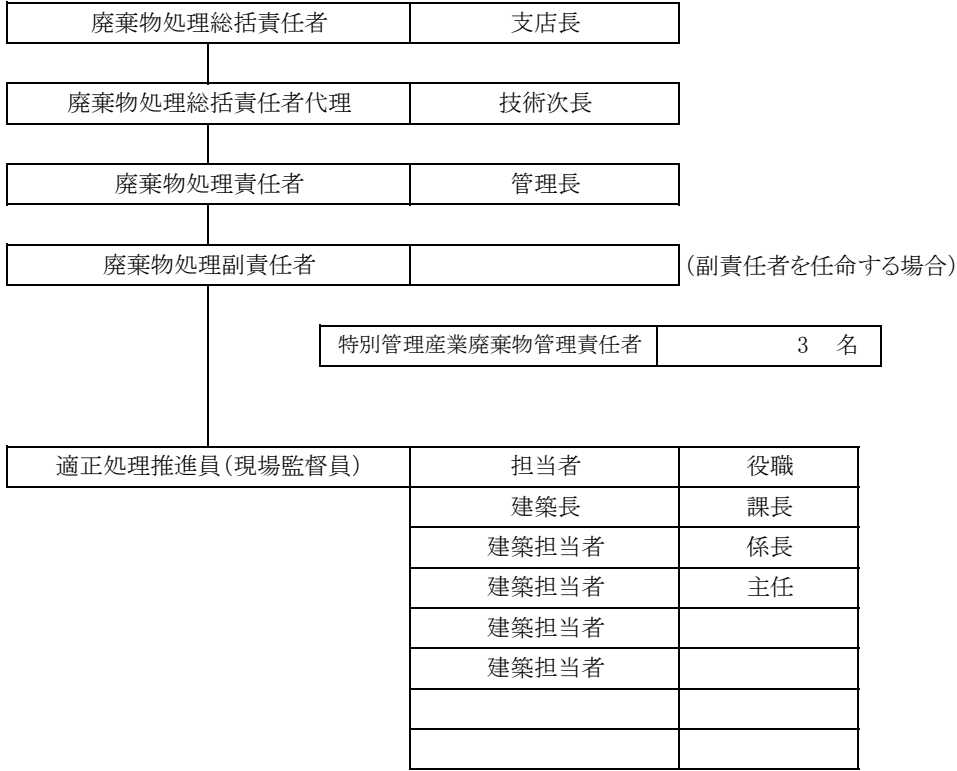 廃棄物処理総括責任者 支店長
廃棄物処理総括責任者代理 技術次長
廃棄物処理責任者 管理長
廃棄物処理副責任者 (副責任者を任命する場合)
特別管理産業廃棄物管理責任者 3 名
適正処理推進員(現場監督員) 担当者 役職
建築長 課長
建築担当者 係長
建築担当者 主任
建築担当者
建築担当者